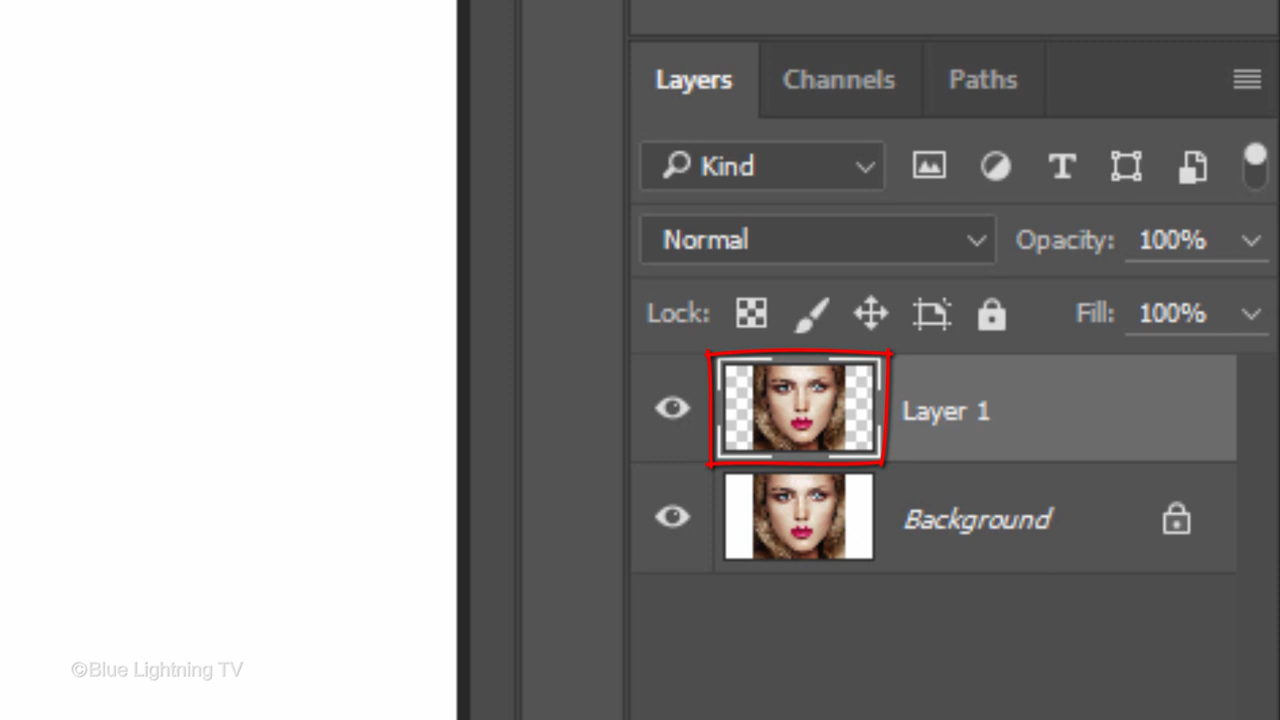 Layers Channels Paths
Kind
Normal Opacity: 100%
Lock: Fill: 100%
Layer 1
Background
©Blue Lightning TV